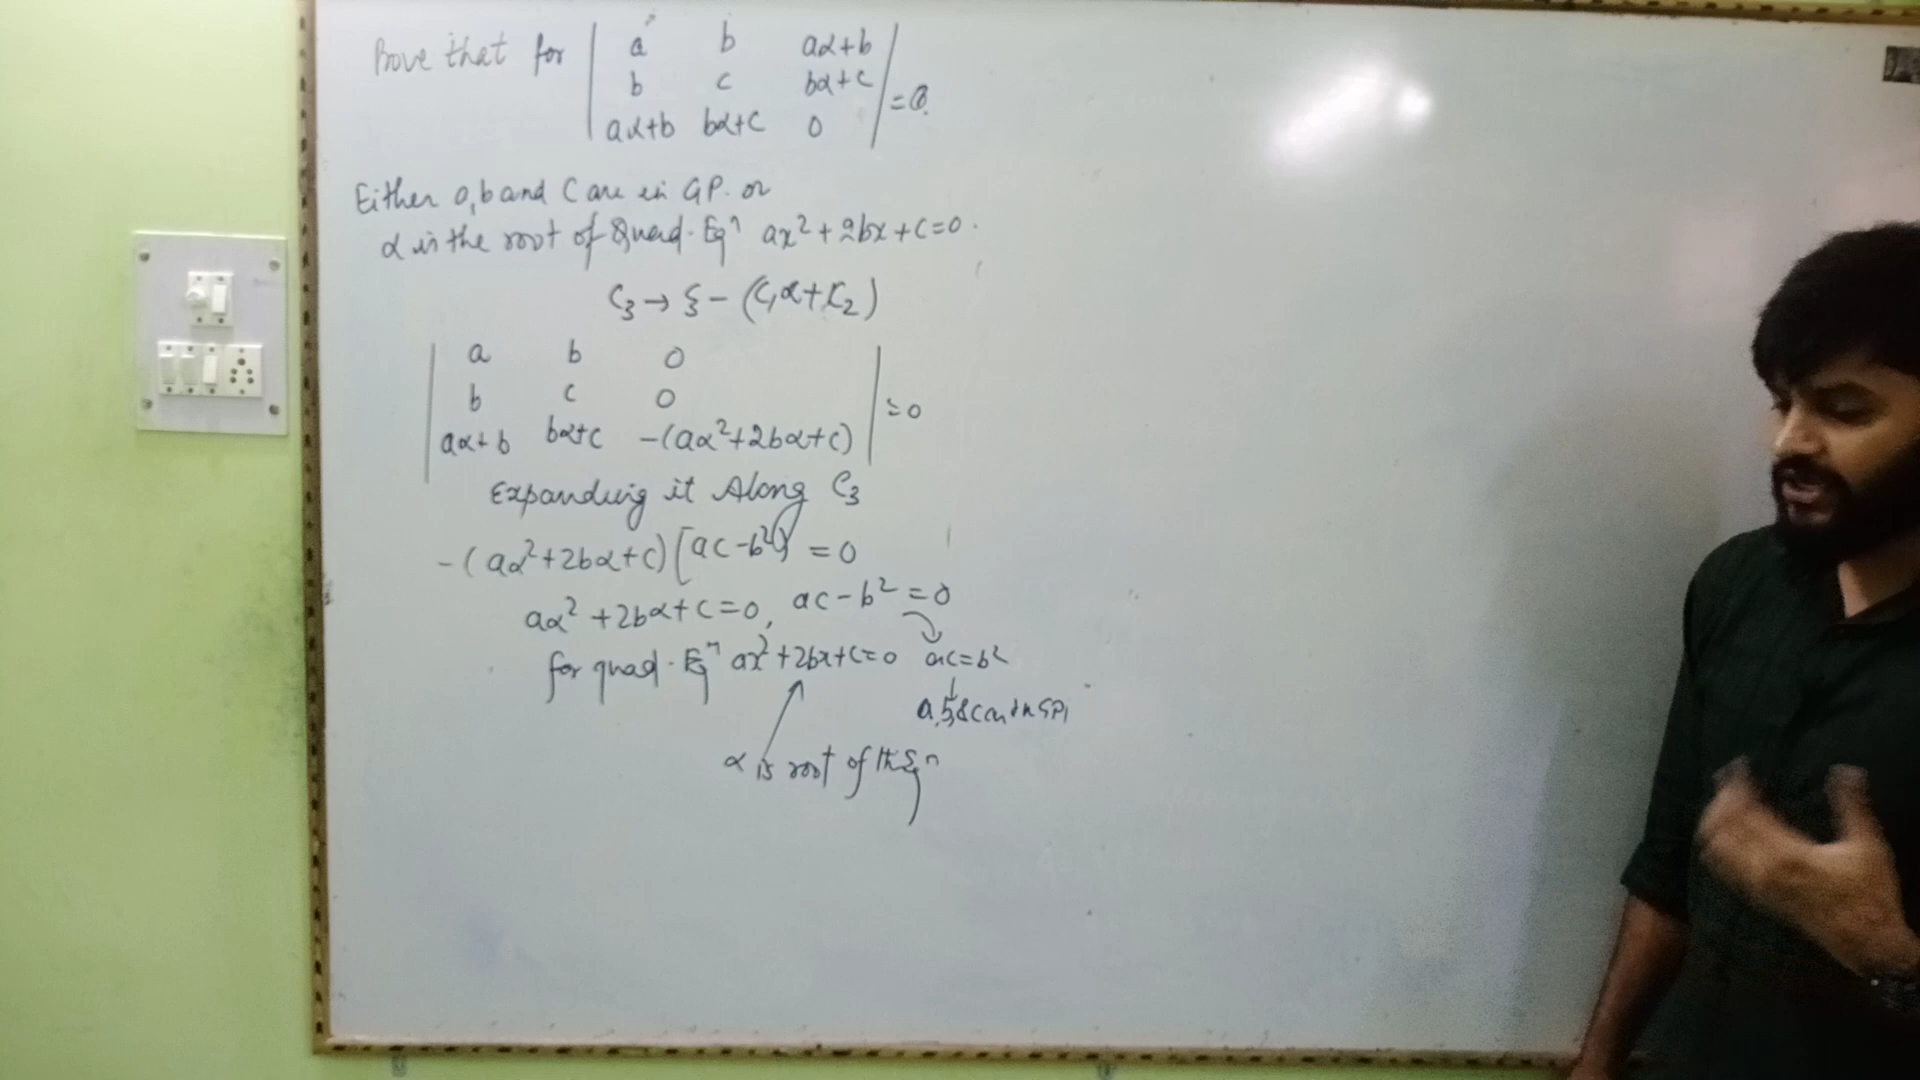 Prove that for | a b aα+b |
| b c bα+c | = 0.
| aα+b bα+c 0 |
Either a, b and C are in G.P. or
α is the root of Quad. Eqn ax² + 2bx + c = 0.
C₃ → C₃ - (C₁α + C₂)
| a b 0 |
| b c 0 | = 0
| aα+b bα+c -(aα²+2bα+c) |
Expanding it Along C₃
-(aα²+2bα+c) [ac-b²] = 0
aα² + 2bα + c = 0, ac - b² = 0
for quad. Eqn ax² + 2bx + c = 0 ac = b²
a, b & c are in GP,
α is root of the Eqn